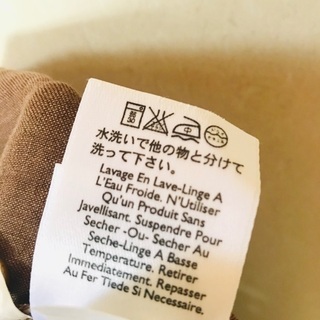 水洗いで他の物と分けて
洗って下さい。
Lavage En Lave-Linge A
L'Eau Froide. N'Utiliser
Qu'un Produit Sans
Javellisant. Suspendre Pour
Secher -Ou- Secher Au
Seche-Linge A Basse
Temperature. Retirer
Immediatement. Repasser
Au Fer Tiede Si Necessaire.